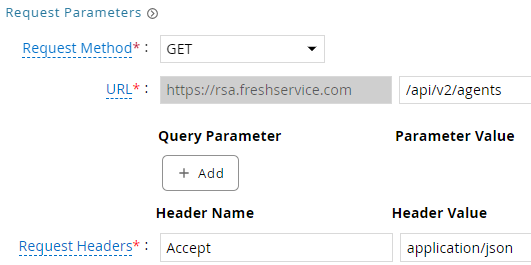 Request Parameters
Request Method* : GET
URL* : https://rsa.freshservice.com /api/v2/agents
Query Parameter Parameter Value
+ Add
Header Name Header Value
Request Headers* : Accept application/json